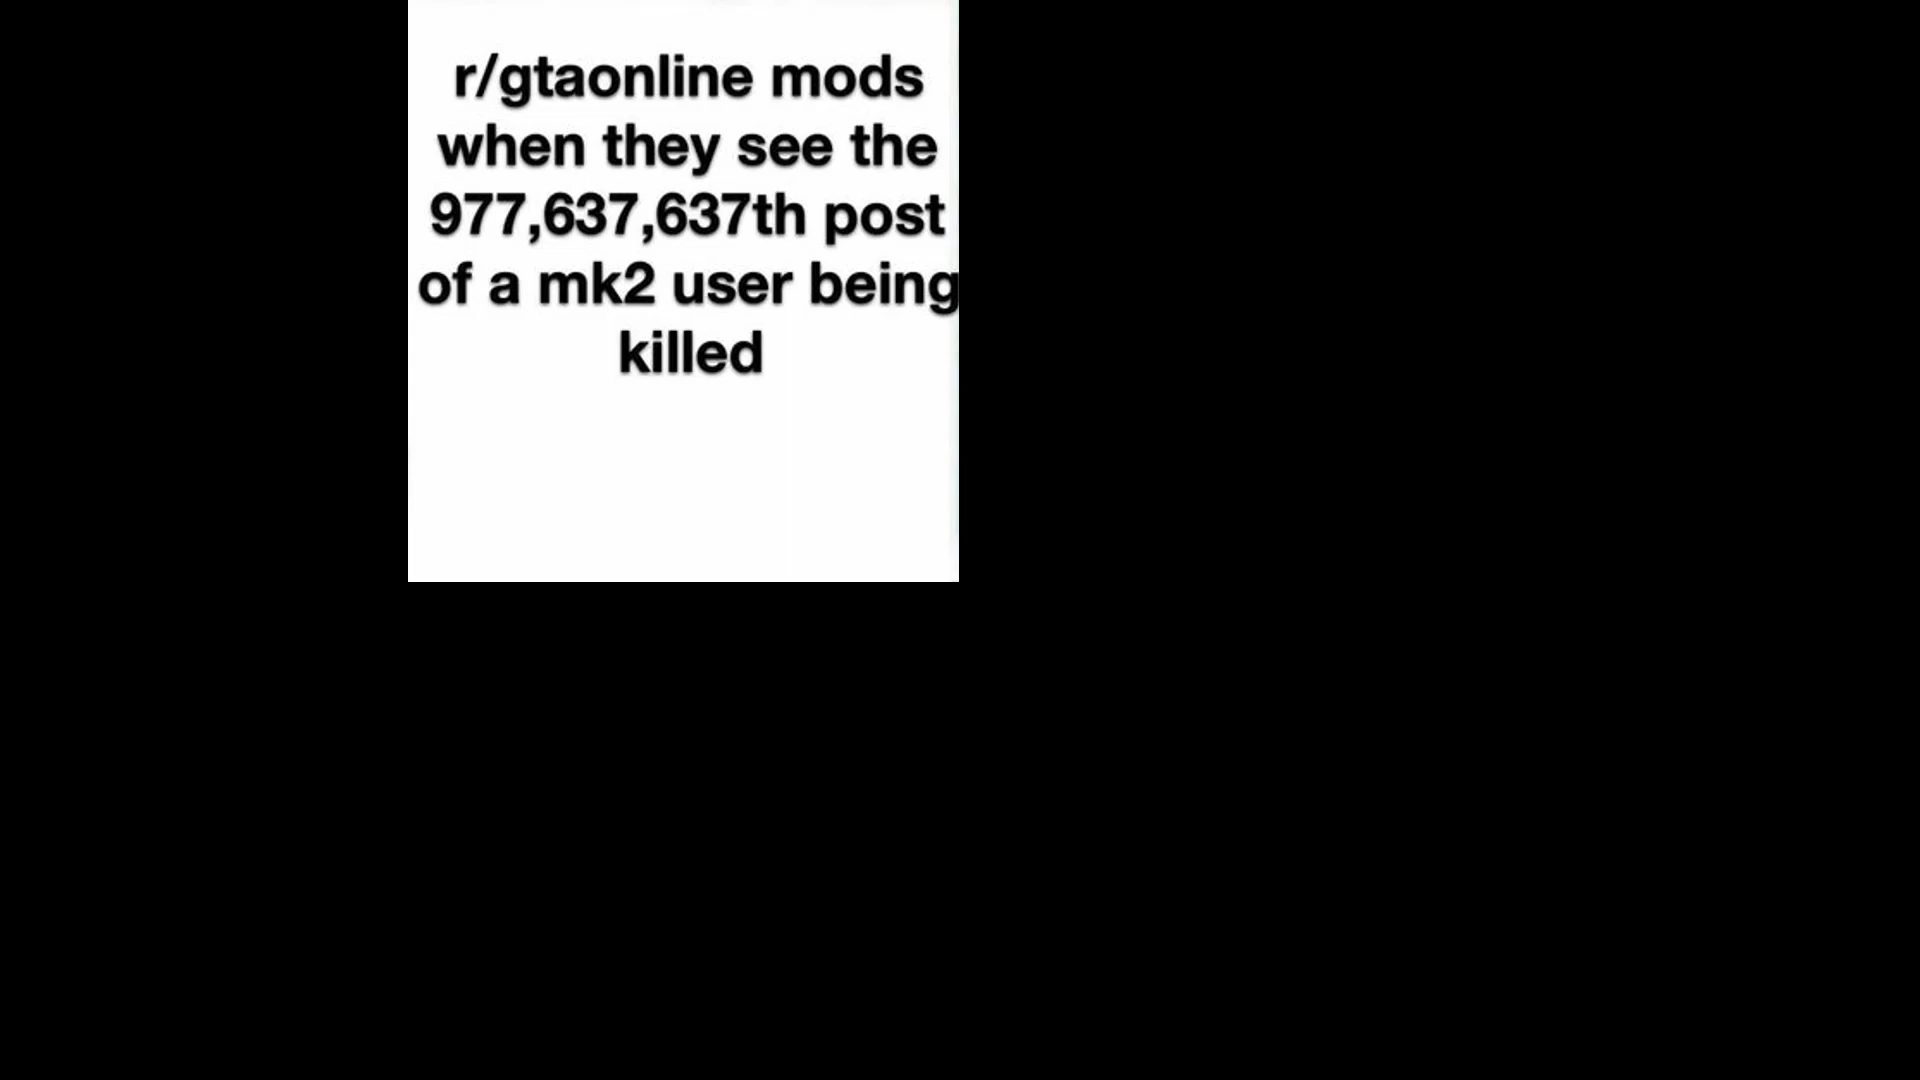 r/gtaonline mods
when they see the
977,637,637th post
of a mk2 user being
killed